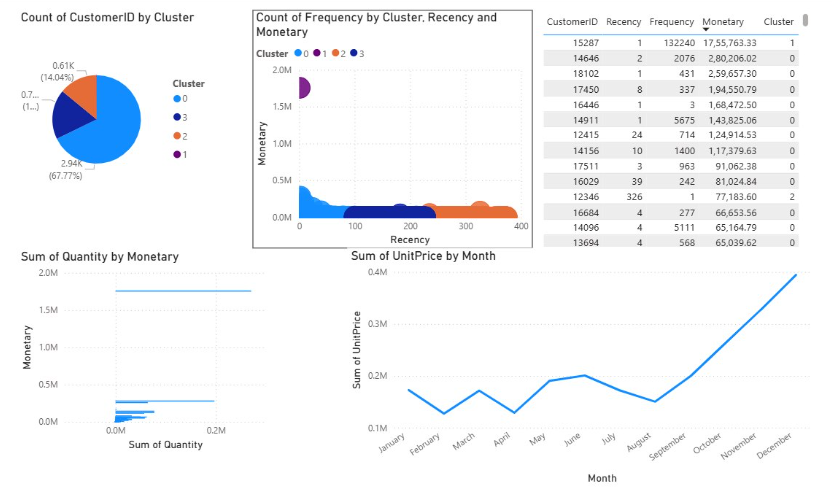 Count of CustomerID by Cluster
0.61K
(14.04%)
0.7...
(1...)
2.94K
(67.77%)
Cluster
0
3
2
1
Count of Frequency by Cluster, Recency and
Monetary
Cluster 0 1 2 3
2.0M
1.5M
1.0M
0.5M
0.0M
Monetary
0 100 200 300 400
Recency
CustomerID Recency Frequency Monetary Cluster
15287 1 132240 17,55,763.33 1
14646 2 2076 2,80,206.02 0
18102 1 431 2,59,657.30 0
17450 8 337 1,94,550.79 0
16446 1 3 1,68,472.50 0
14911 1 5675 1,43,825.06 0
12415 24 714 1,24,914.53 0
14156 10 1400 1,17,379.63 0
17511 3 963 91,062.38 0
16029 39 242 81,024.84 0
12346 326 1 77,183.60 2
16684 4 277 66,653.56 0
14096 4 5111 65,164.79 0
13694 4 568 65,039.62 0
Sum of Quantity by Monetary
2.0M
1.5M
1.0M
0.5M
0.0M
Monetary
0.0M 0.2M
Sum of Quantity
Sum of UnitPrice by Month
0.4M
0.3M
0.2M
0.1M
Sum of UnitPrice
January February March April May June July August September October November December
Month